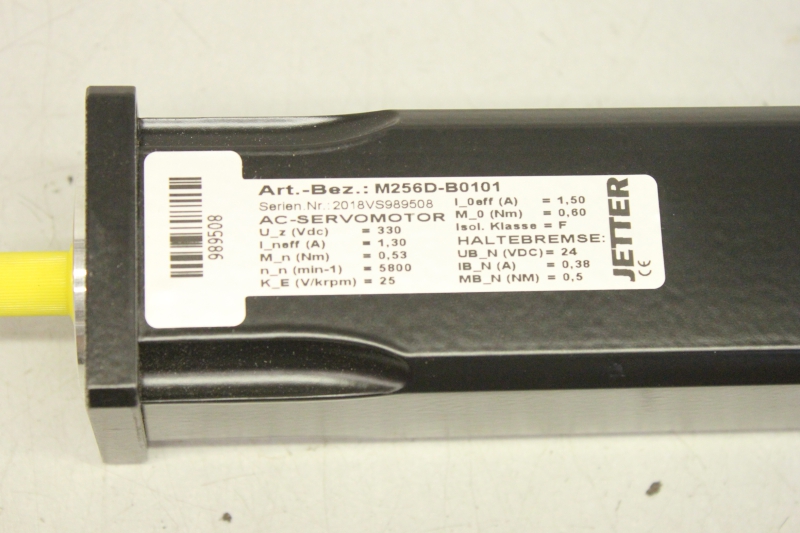 989508
Art.-Bez.: M256D-B0101
Serien.Nr.: 2018VS989508
AC-SERVOMOTOR
U_z (Vdc) = 330
I_neff (A) = 1,30
M_n (Nm) = 0,53
n_n (min-1) = 5800
K_E (V/krpm) = 25
I_0eff (A) = 1,50
M_0 (Nm) = 0,60
Isol. Klasse = F
HALTEBREMSE:
UB_N (VDC) = 24
IB_N (A) = 0,38
MB_N (NM) = 0,5
JETTER
CE